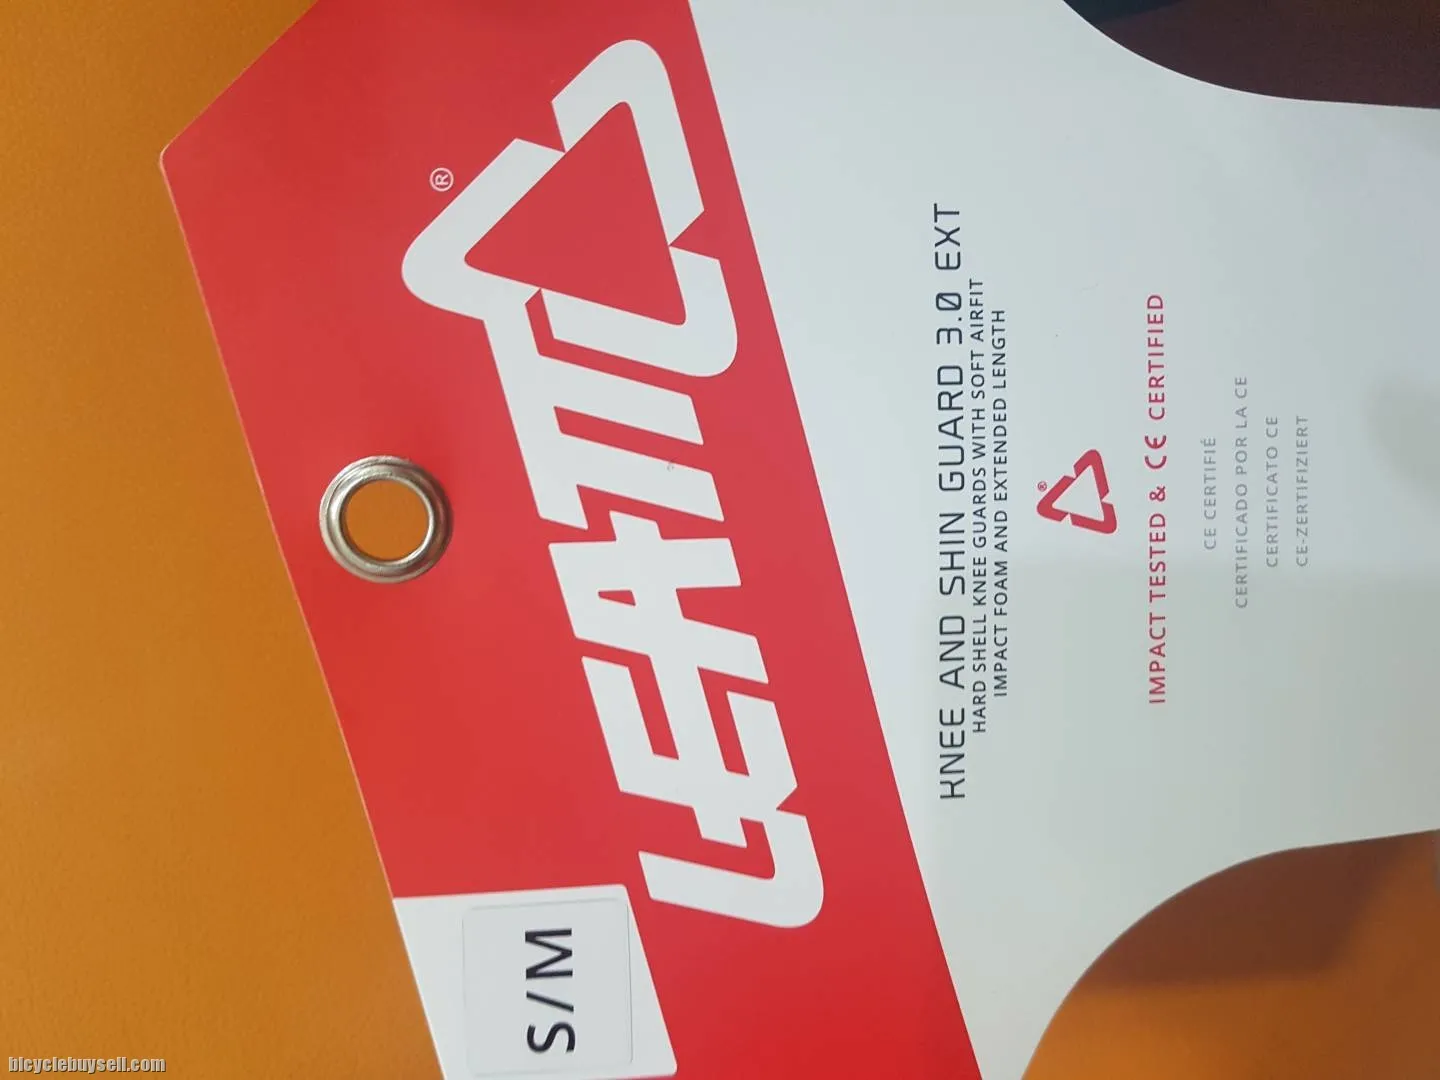 LEATT®
S/M
KNEE AND SHIN GUARD 3.0 EXT
HARD SHELL KNEE GUARDS WITH SOFT AIRFIT
IMPACT FOAM AND EXTENDED LENGTH
®
IMPACT TESTED & CE CERTIFIED
CE CERTIFIÉ
CERTIFICADO POR LA CE
CERTIFICATO CE
CE-ZERTIFIZIERT
bicyclebuysell.com